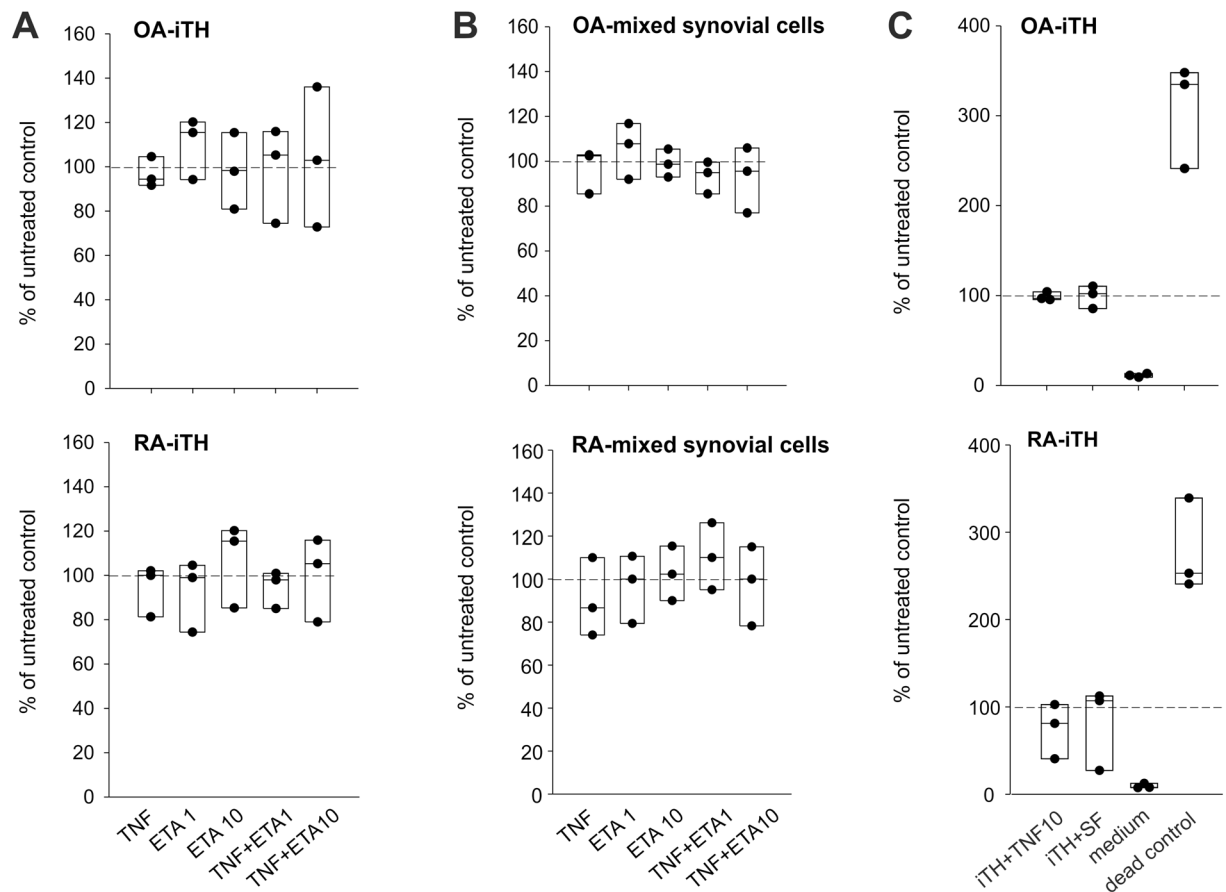 A
OA-iTH
160
140
120
100
80
60
40
20
0
% of untreated control
RA-iTH
160
140
120
100
80
60
40
20
0
% of untreated control
TNF
ETA 1
ETA 10
TNF+ETA1
TNF+ETA10
B
OA-mixed synovial cells
160
140
120
100
80
60
40
20
0
% of untreated control
RA-mixed synovial cells
160
140
120
100
80
60
40
20
0
% of untreated control
TNF
ETA 1
ETA 10
TNF+ETA1
TNF+ETA10
C
OA-iTH
400
300
200
100
0
% of untreated control
RA-iTH
400
300
200
100
0
% of untreated control
iTH+TNF10
iTH+SF
medium
dead control